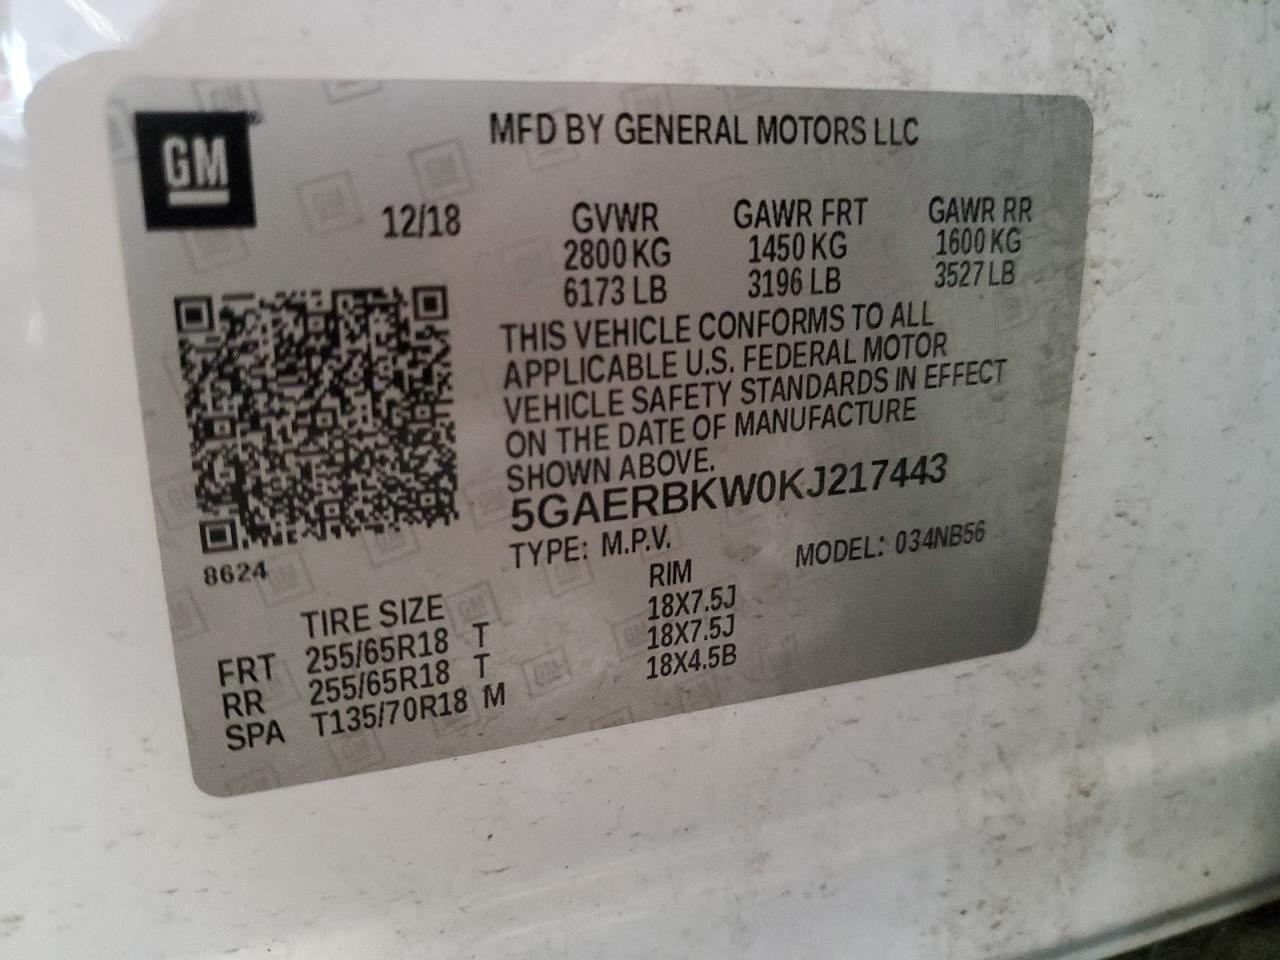 GM
MFD BY GENERAL MOTORS LLC
12/18
GVWR GAWR FRT GAWR RR
2800 KG 1450 KG 1600 KG
6173 LB 3196 LB 3527 LB
THIS VEHICLE CONFORMS TO ALL
APPLICABLE U.S. FEDERAL MOTOR
VEHICLE SAFETY STANDARDS IN EFFECT
ON THE DATE OF MANUFACTURE
SHOWN ABOVE.
5GAERBKW0KJ217443
TYPE: M.P.V. MODEL: 034NB56
8624
TIRE SIZE RIM
FRT 255/65R18 T 18X7.5J
RR 255/65R18 T 18X7.5J
SPA T135/70R18 M 18X4.5B